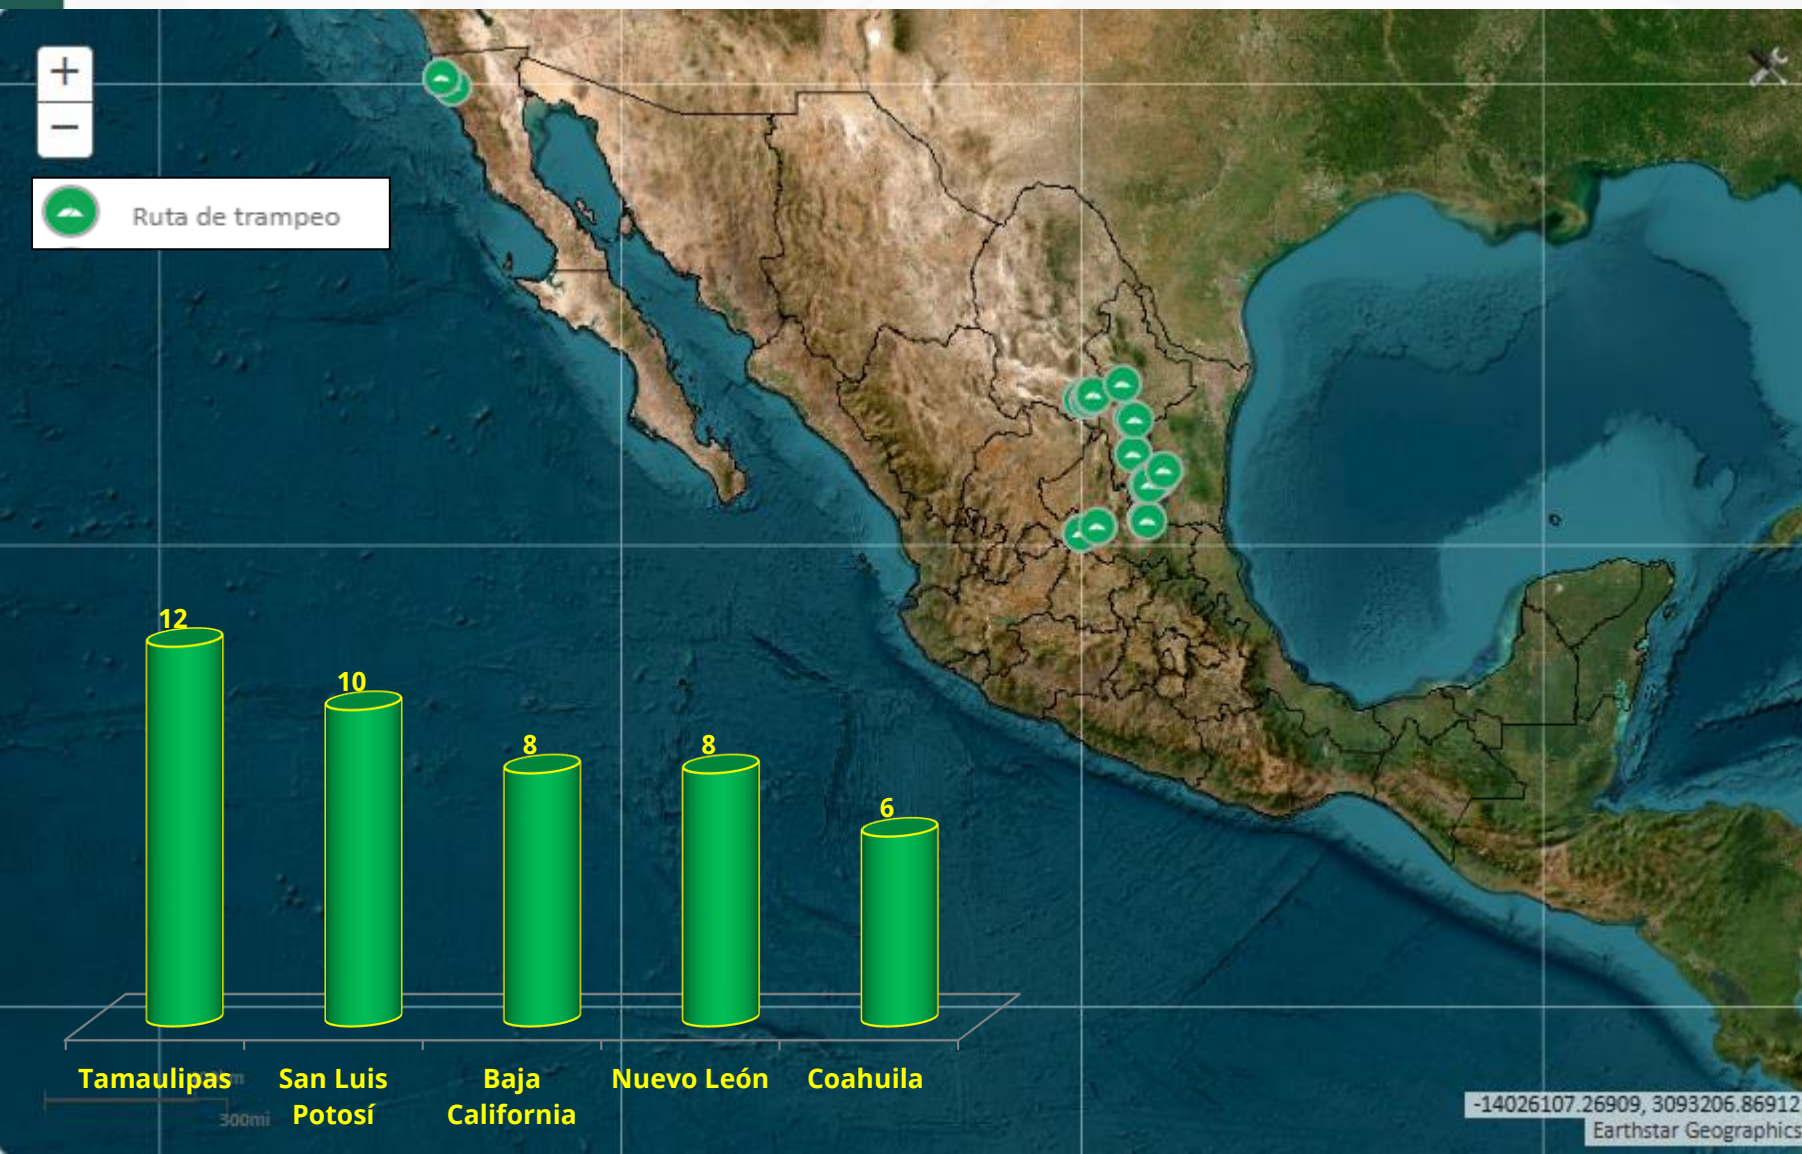 +
−
Ruta de trampeo
12
10
8
8
6
Tamaulipas
San Luis
Potosí
Baja
California
Nuevo León
Coahuila
300mi
-14026107.26909, 3093206.86912
Earthstar Geographics